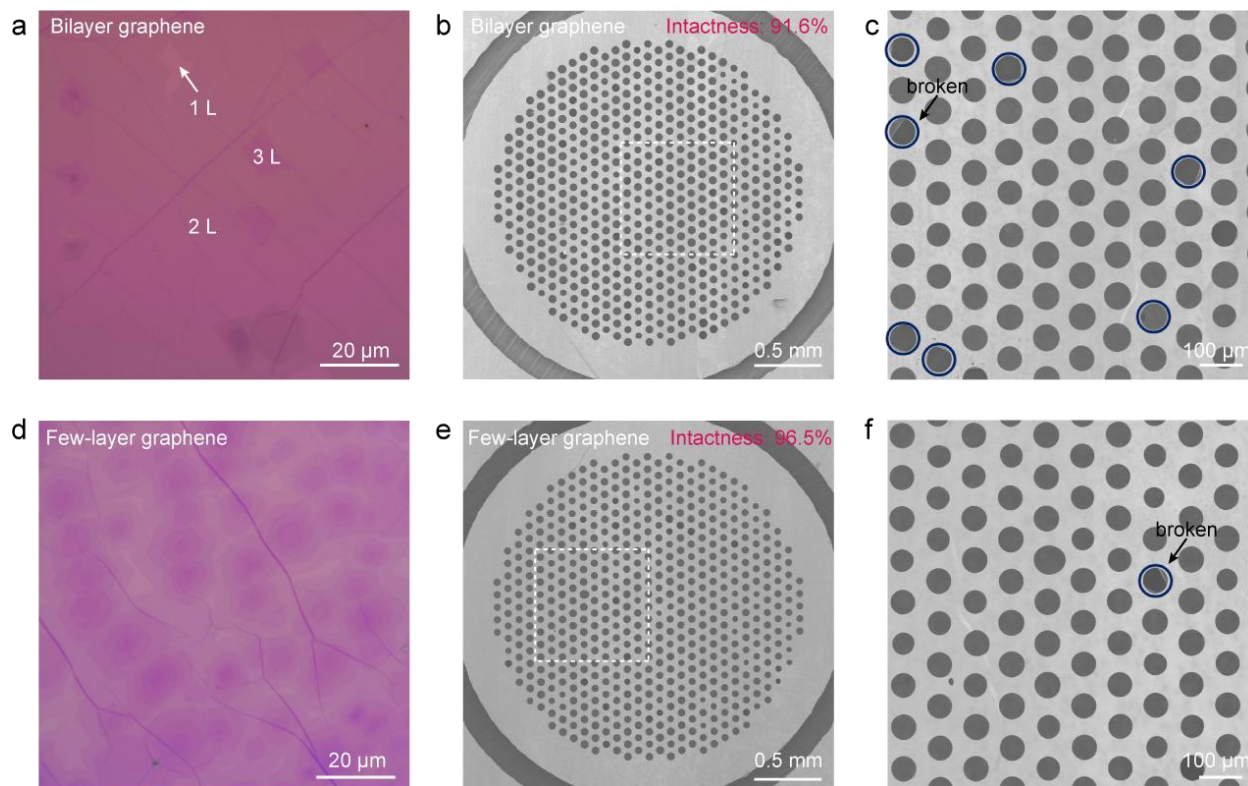 a
Bilayer graphene
1 L
3 L
2 L
20 µm
b
Bilayer graphene
Intactness: 91.6%
0.5 mm
c
broken
100 µm
d
Few-layer graphene
20 µm
e
Few-layer graphene
Intactness: 96.5%
0.5 mm
f
broken
100 µm